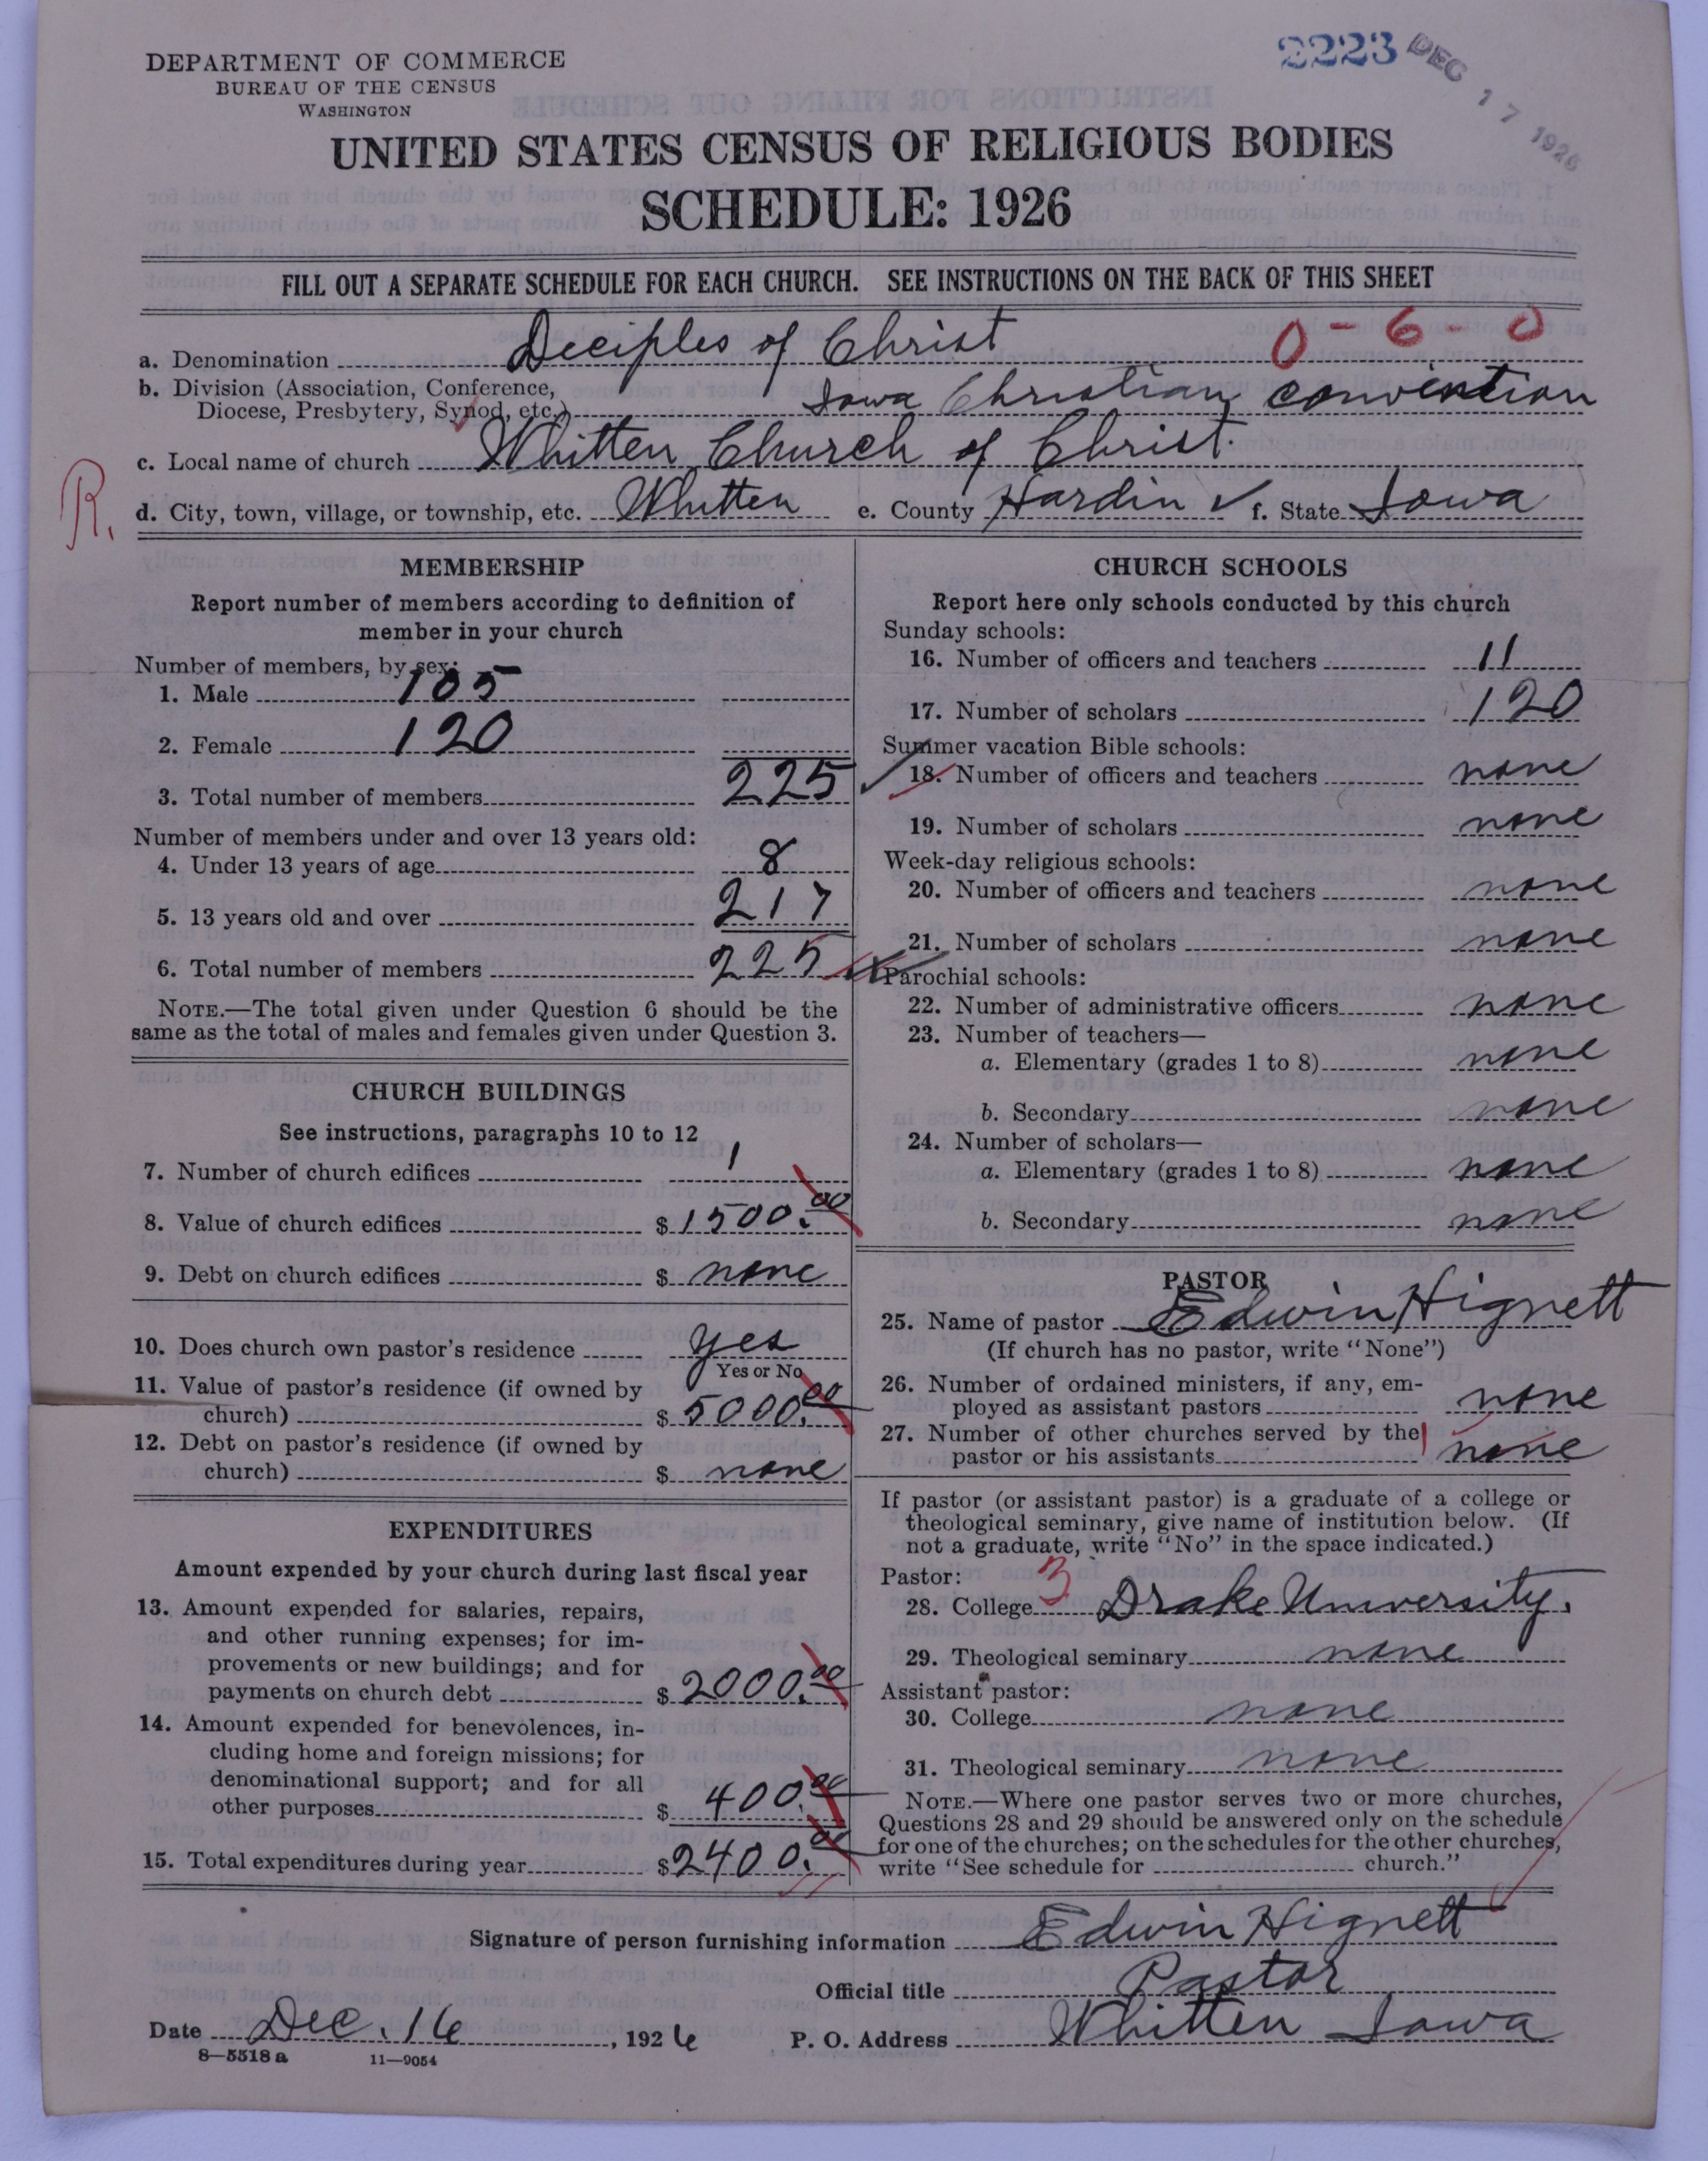 2223 DEC 17 1926
DEPARTMENT OF COMMERCE
BUREAU OF THE CENSUS
WASHINGTON
UNITED STATES CENSUS OF RELIGIOUS BODIES
SCHEDULE: 1926
FILL OUT A SEPARATE SCHEDULE FOR EACH CHURCH. SEE INSTRUCTIONS ON THE BACK OF THIS SHEET
a. Denomination Deciples of Christ 0-6-0
b. Division (Association, Conference,
Diocese, Presbytery, Synod, etc.) Iowa Christian convention
c. Local name of church Whitten Church of Christ.
R.
d. City, town, village, or township, etc. Whitten e. County Hardin ✓ f. State Iowa
MEMBERSHIP
Report number of members according to definition of
member in your church
Number of members, by sex:
1. Male 105
2. Female 120
3. Total number of members 225
Number of members under and over 13 years old:
4. Under 13 years of age 8
5. 13 years old and over 217
6. Total number of members 225
NOTE.—The total given under Question 6 should be the
same as the total of males and females given under Question 3.
CHURCH BUILDINGS
See instructions, paragraphs 10 to 12
7. Number of church edifices 1
8. Value of church edifices $1500.00
9. Debt on church edifices $ none
10. Does church own pastor's residence yes
Yes or No
11. Value of pastor's residence (if owned by
church) $ 5000.00
12. Debt on pastor's residence (if owned by
church) $ none
EXPENDITURES
Amount expended by your church during last fiscal year
13. Amount expended for salaries, repairs,
and other running expenses; for im-
provements or new buildings; and for
payments on church debt $ 2000.00
14. Amount expended for benevolences, in-
cluding home and foreign missions; for
denominational support; and for all
other purposes $ 400.00
15. Total expenditures during year $2400.00
CHURCH SCHOOLS
Report here only schools conducted by this church
Sunday schools:
16. Number of officers and teachers 11
17. Number of scholars 120
Summer vacation Bible schools:
18. Number of officers and teachers none
19. Number of scholars none
Week-day religious schools:
20. Number of officers and teachers none
21. Number of scholars none
Parochial schools:
22. Number of administrative officers none
23. Number of teachers—
a. Elementary (grades 1 to 8) none
b. Secondary none
24. Number of scholars—
a. Elementary (grades 1 to 8) none
b. Secondary none
PASTOR
25. Name of pastor Edwin Hignett
(If church has no pastor, write "None")
26. Number of ordained ministers, if any, em-
ployed as assistant pastors none
27. Number of other churches served by the
pastor or his assistants none
If pastor (or assistant pastor) is a graduate of a college or
theological seminary, give name of institution below. (If
not a graduate, write "No" in the space indicated.)
Pastor:
28. College 3 Drake University.
29. Theological seminary none
Assistant pastor:
30. College none
31. Theological seminary none
NOTE.—Where one pastor serves two or more churches,
Questions 28 and 29 should be answered only on the schedule
for one of the churches; on the schedules for the other churches,
write "See schedule for church."
Signature of person furnishing information Edwin Hignett
Official title Pastor
Date Dec. 16, 1926 P. O. Address Whitten Iowa
8—5518 a 11—9054